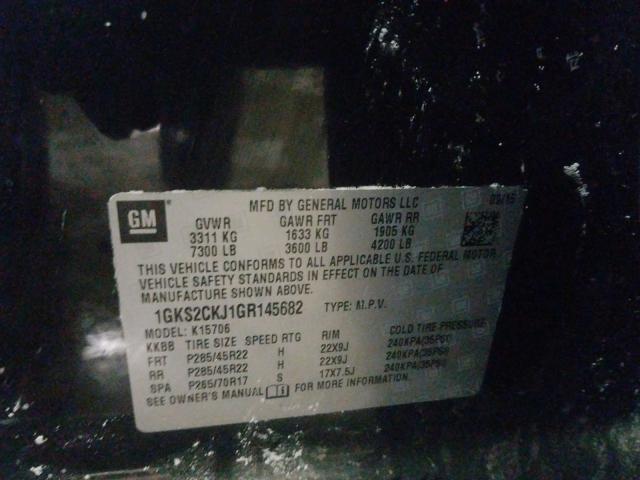 GM
MFD BY GENERAL MOTORS LLC
GVWR GAWR FRT GAWR RR
3311 KG 1633 KG 1905 KG
7300 LB 3600 LB 4200 LB
THIS VEHICLE CONFORMS TO ALL APPLICABLE U.S. FEDERAL MOTOR
VEHICLE SAFETY STANDARDS IN EFFECT ON THE DATE OF
MANUFACTURE SHOWN ABOVE.
1GKS2CKJ1GR145682 TYPE: M.P.V.
MODEL: K15706
KKBB TIRE SIZE SPEED RTG RIM COLD TIRE PRESSURE
FRT P285/45R22 H 22X9J 240KPA(35PSI)
RR P285/45R22 H 22X9J 240KPA(35PSI)
SPA P265/70R17 S 17X7.5J 240KPA(35PSI)
SEE OWNER'S MANUAL FOR MORE INFORMATION.